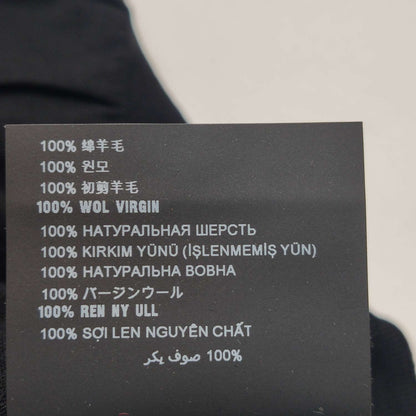 100% 绵羊毛
100% 원모
100% 初剪羊毛
100% WOL VIRGIN
100% НАТУРАЛЬНАЯ ШЕРСТЬ
100% KIRKIM YÜNÜ (İŞLENMEMİŞ YÜN)
100% НАТУРАЛЬНА ВОВНА
100% バージンウール
100% REN NY ULL
100% SỢI LEN NGUYÊN CHẤT
100% صوف بكر